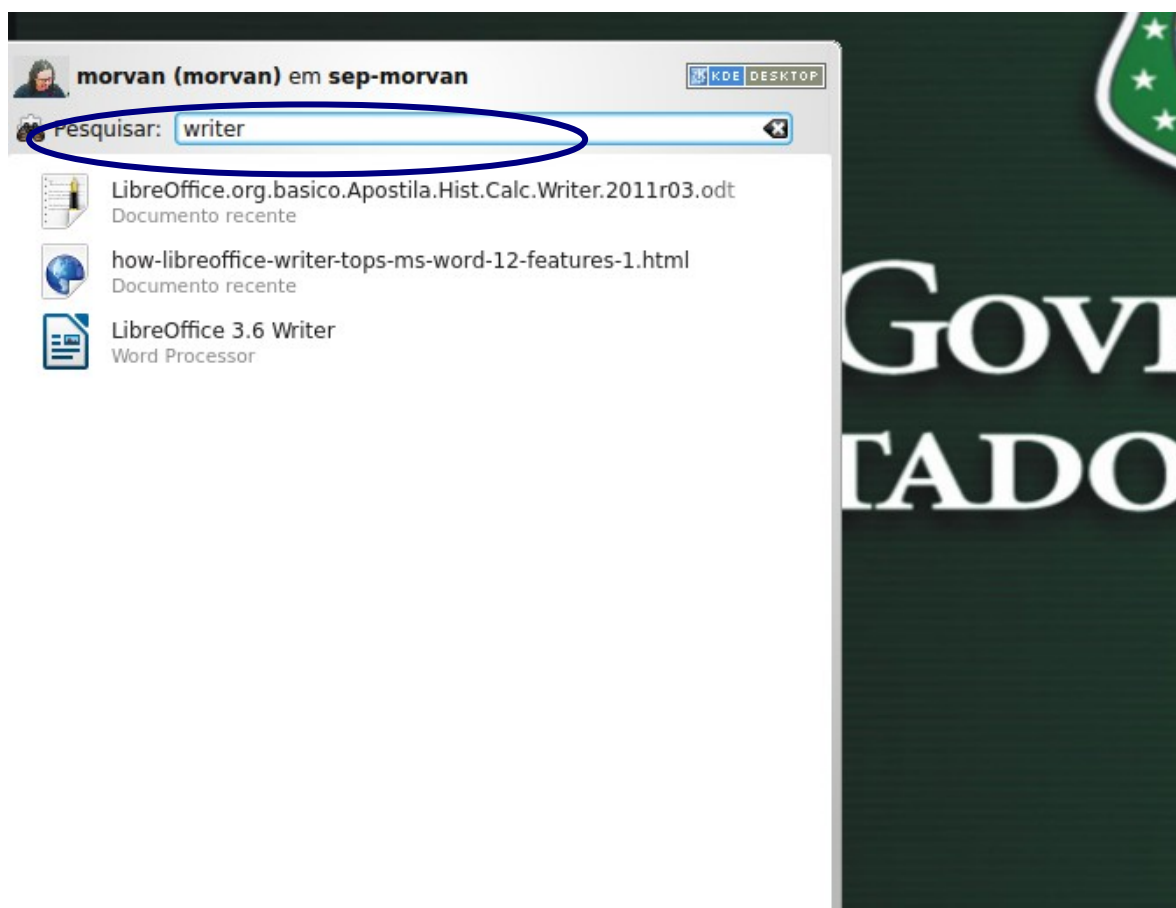 morvan (morvan) em sep-morvan
KDE DESKTOP
Pesquisar: writer
LibreOffice.org.basico.Apostila.Hist.Calc.Writer.2011r03.odt
Documento recente
how-libreoffice-writer-tops-ms-word-12-features-1.html
Documento recente
LibreOffice 3.6 Writer
Word Processor
GOV
TADO